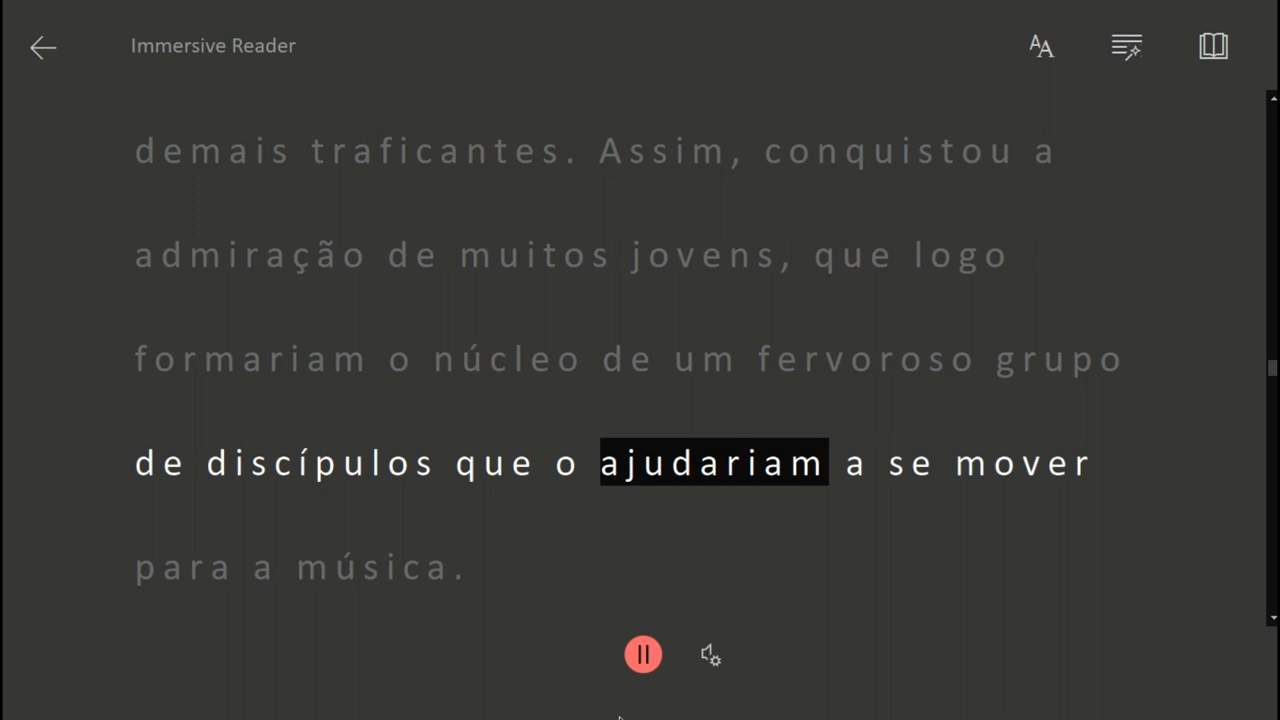 Immersive Reader
demais traficantes. Assim, conquistou a
admiração de muitos jovens, que logo
formariam o núcleo de um fervoroso grupo
de discípulos que o ajudariam a se mover
para a música.